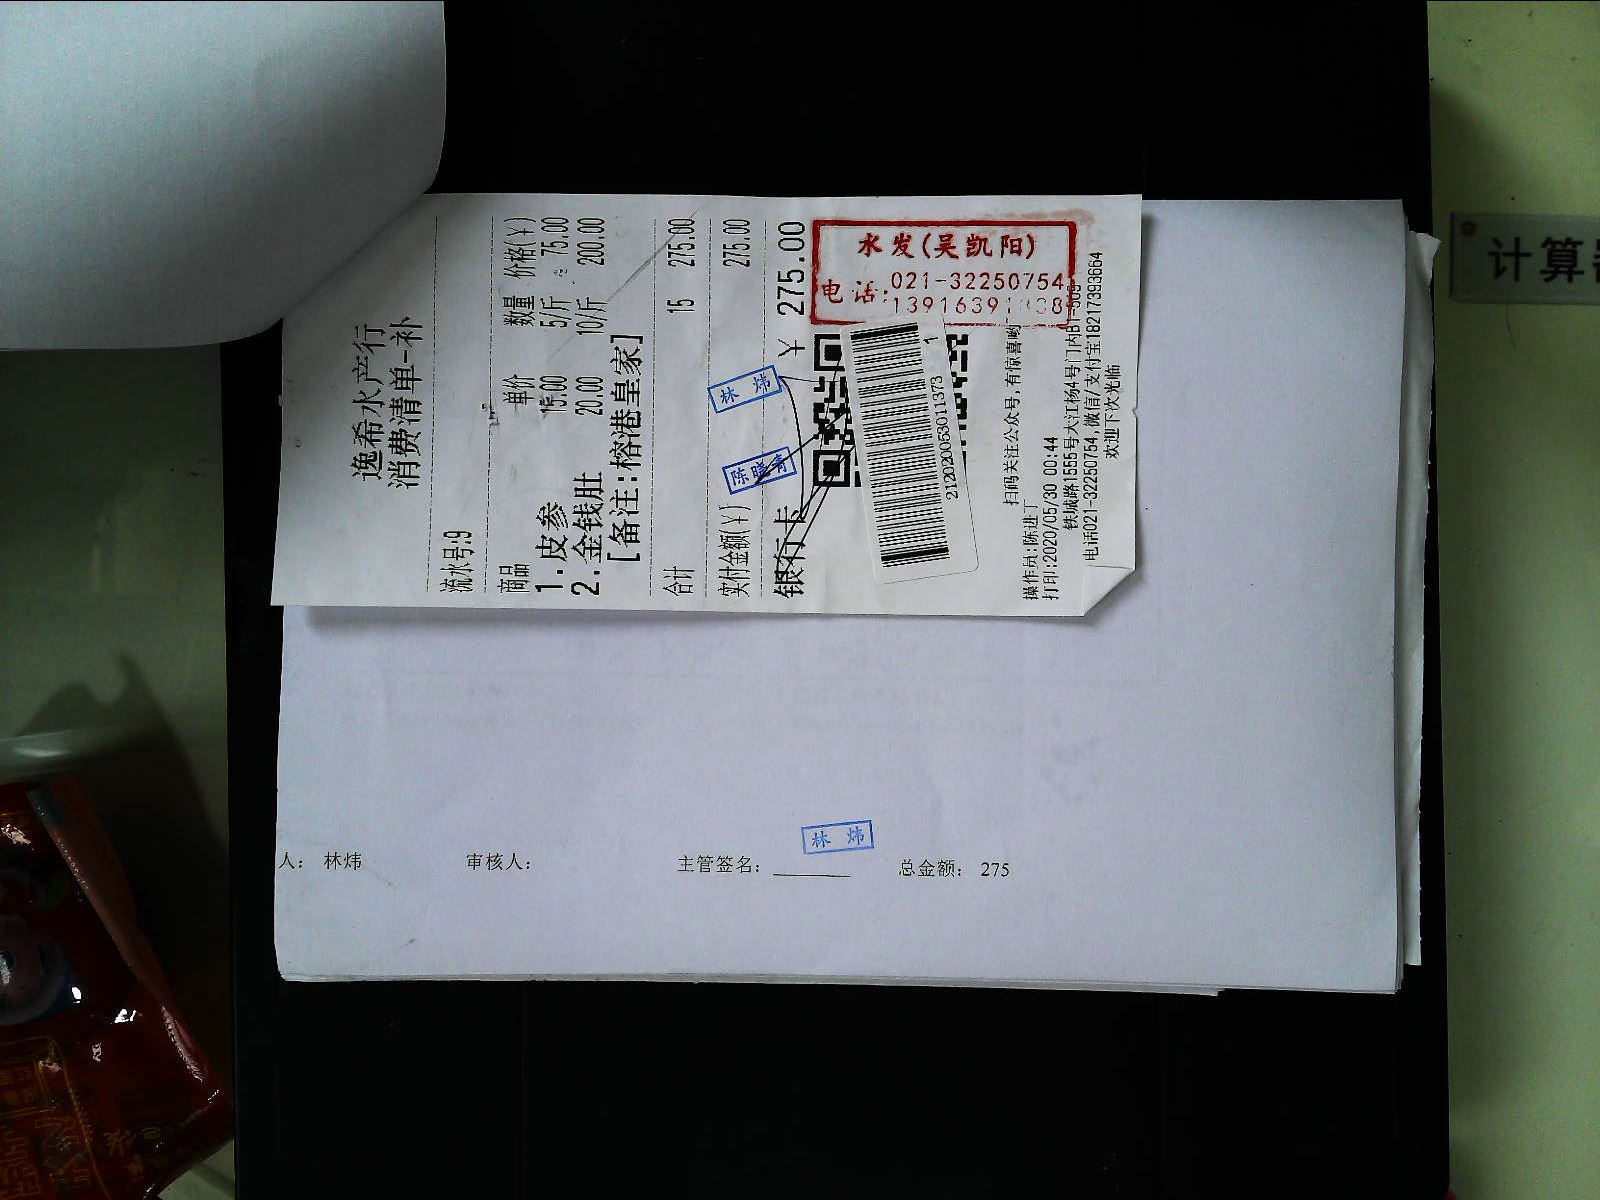 逸希水产行
消费清单-补
流水号:9
商品 单价 数量 价格(¥)
1.皮参 15.00 5/斤 75.00
2.金钱肚 20.00 10/斤 200.00
[备注:榕港皇家]
合计 15 275.00
实付金额(¥) 275.00
银行卡 ¥ 275.00
林 炜
陈晓
水发(吴凯阳)
电话:021-32250754
2120200530113731
扫码关注公众号,有惊喜哟
操作员:陈进丁
打印:2020/05/30 00:44
铁城路1555号大江杨4号门内B1-509
电话021-32250754,微信/支付宝18217393664
欢迎下次光临
林 炜
人: 林炜 审核人: 主管签名: 总金额: 275
计算